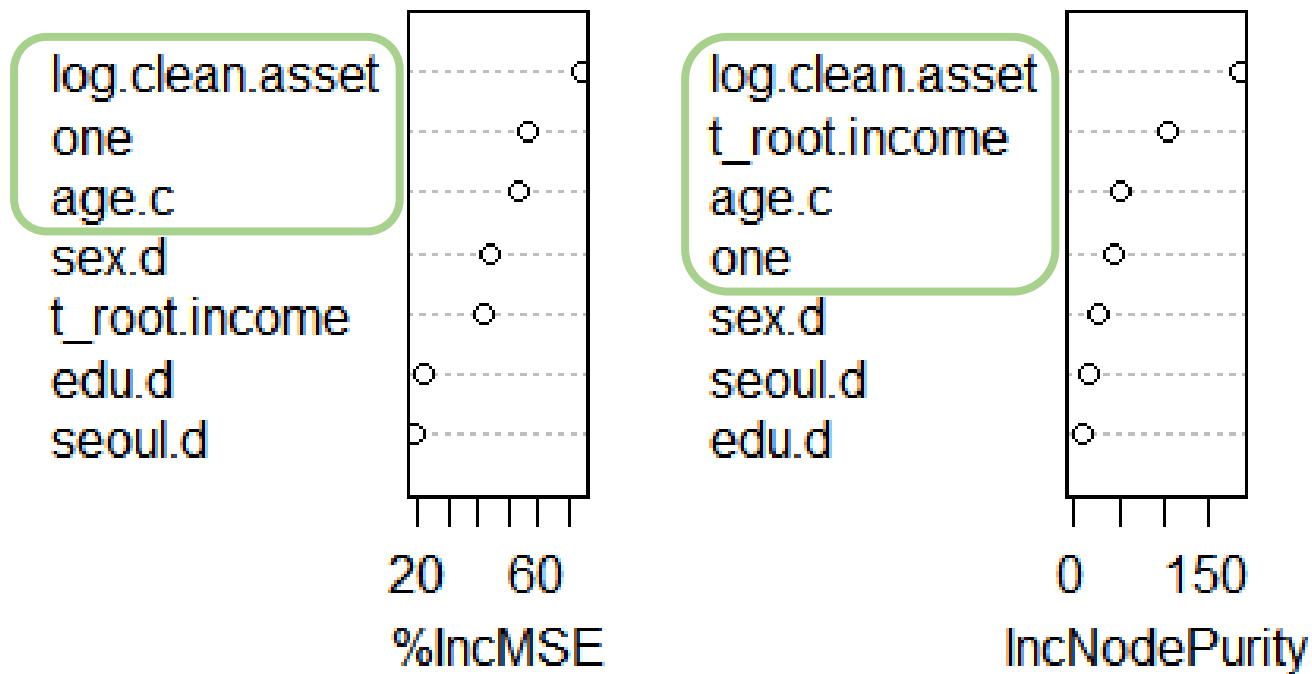 log.clean.asset
one
age.c
sex.d
t_root.income
edu.d
seoul.d
20 60
%IncMSE
log.clean.asset
t_root.income
age.c
one
sex.d
seoul.d
edu.d
0 150
IncNodePurity